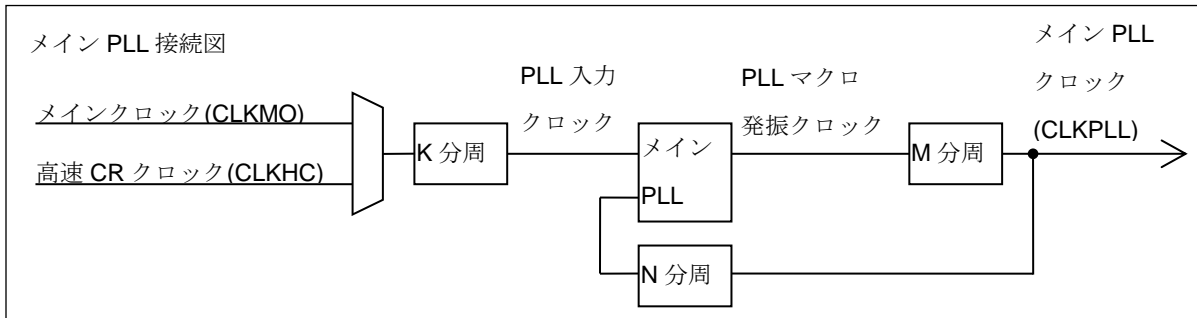 メイン PLL 接続図
メインクロック(CLKMO)
高速 CR クロック(CLKHC)
K 分周
PLL 入力
クロック
メイン
PLL
PLL マクロ
発振クロック
M 分周
N 分周
メイン PLL
クロック
(CLKPLL)